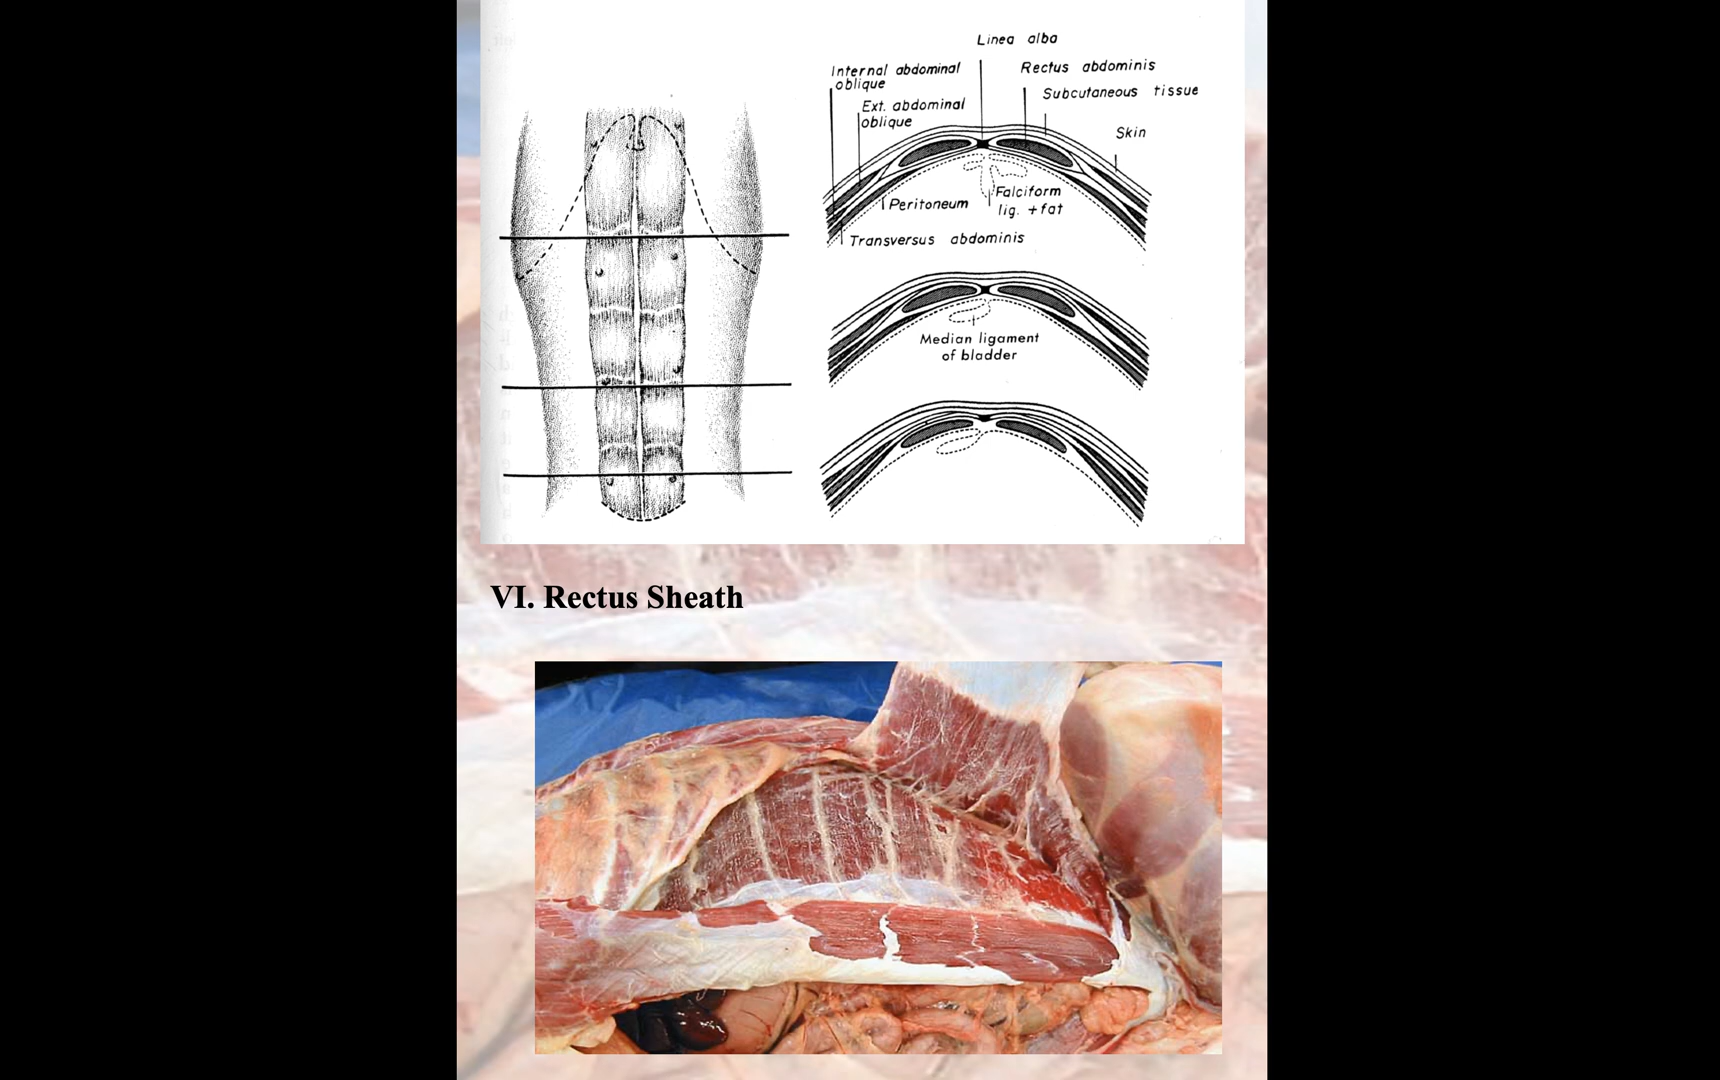 Linea alba
Internal abdominal
oblique
Rectus abdominis
Subcutaneous tissue
Ext. abdominal
oblique
Skin
Falciform
lig. + fat
Peritoneum
Transversus abdominis
Median ligament
of bladder
VI. Rectus Sheath